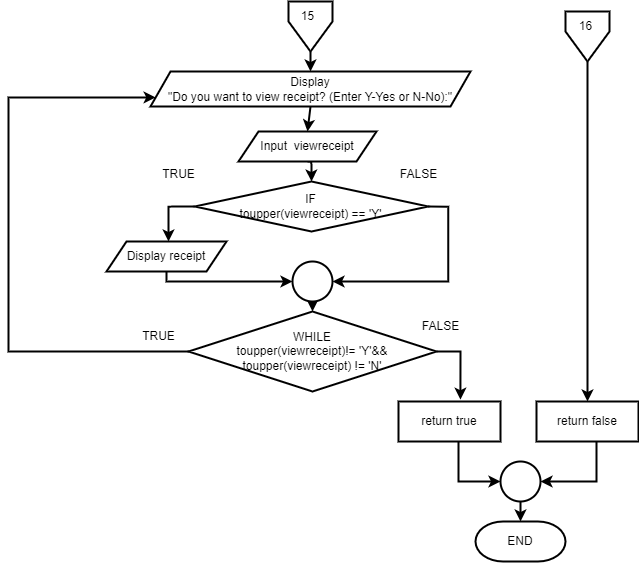 15
16
Display
"Do you want to view receipt? (Enter Y-Yes or N-No):"
Input viewreceipt
TRUE
FALSE
IF
toupper(viewreceipt) == 'Y'
Display receipt
TRUE
FALSE
WHILE
toupper(viewreceipt)!= 'Y'&&
toupper(viewreceipt) != 'N'
return true
return false
END